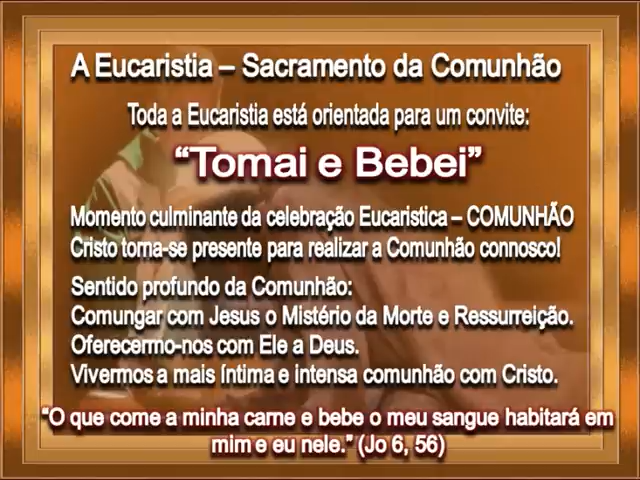 A Eucaristia – Sacramento da Comunhão
Toda a Eucaristia está orientada para um convite:
“Tomai e Bebei”
Momento culminante da celebração Eucaristica – COMUNHÃO
Cristo torna-se presente para realizar a Comunhão connosco!
Sentido profundo da Comunhão:
Comungar com Jesus o Mistério da Morte e Ressurreição.
Oferecermo-nos com Ele a Deus.
Vivermos a mais íntima e intensa comunhão com Cristo.
“O que come a minha carne e bebe o meu sangue habitará em
mim e eu nele.” (Jo 6, 56)